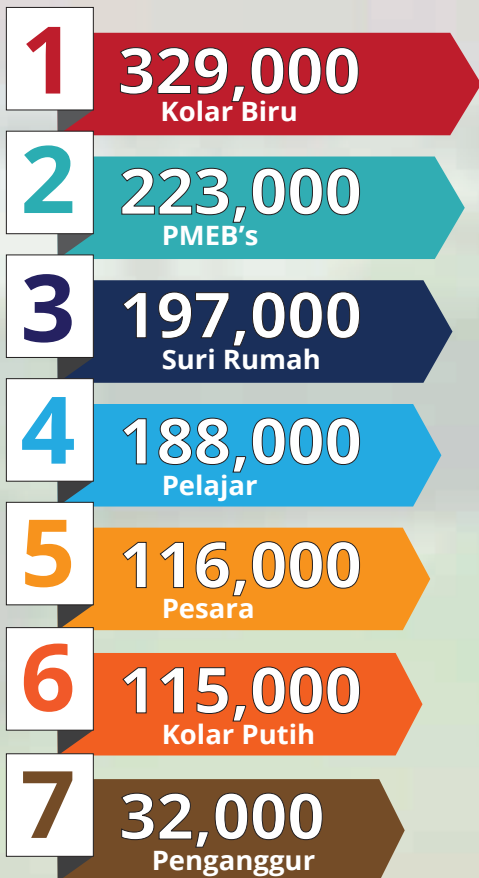 1
329,000
Kolar Biru
2
223,000
PMEB’s
3
197,000
Suri Rumah
4
188,000
Pelajar
5
116,000
Pesara
6
115,000
Kolar Putih
7
32,000
Penganggur